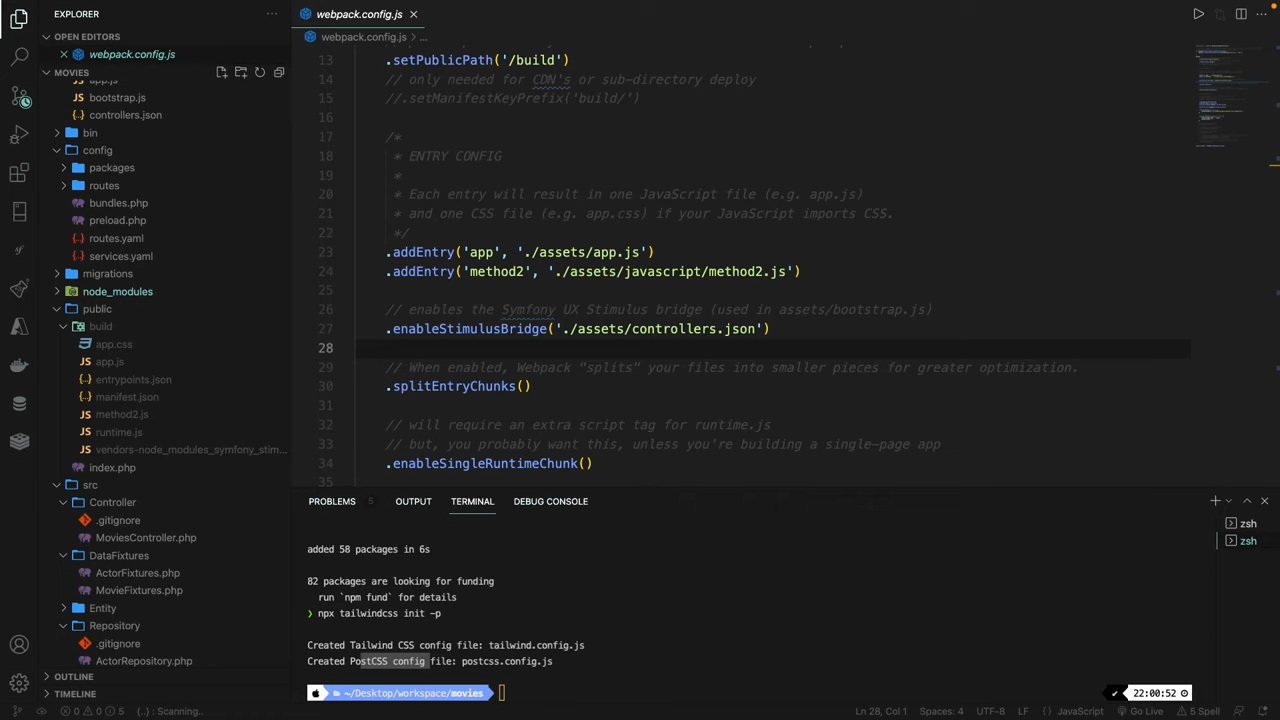 EXPLORER
OPEN EDITORS
webpack.config.js
MOVIES
app.js
bootstrap.js
controllers.json
bin
config
packages
routes
bundles.php
preload.php
routes.yaml
services.yaml
migrations
node_modules
public
build
app.css
app.js
entrypoints.json
manifest.json
method2.js
runtime.js
vendors-node_modules_symfony_stim...
index.php
src
Controller
.gitignore
MoviesController.php
DataFixtures
ActorFixtures.php
MovieFixtures.php
Entity
Repository
.gitignore
ActorRepository.php
OUTLINE
TIMELINE
webpack.config.js
webpack.config.js > ...
13 .setPublicPath('/build')
14 // only needed for CDN's or sub-directory deploy
15 //.setManifestKeyPrefix('build/')
16
17 /*
18 * ENTRY CONFIG
19 *
20 * Each entry will result in one JavaScript file (e.g. app.js)
21 * and one CSS file (e.g. app.css) if your JavaScript imports CSS.
22 */
23 .addEntry('app', './assets/app.js')
24 .addEntry('method2', './assets/javascript/method2.js')
25
26 // enables the Symfony UX Stimulus bridge (used in assets/bootstrap.js)
27 .enableStimulusBridge('./assets/controllers.json')
28
29 // When enabled, Webpack "splits" your files into smaller pieces for greater optimization.
30 .splitEntryChunks()
31
32 // will require an extra script tag for runtime.js
33 // but, you probably want this, unless you're building a single-page app
34 .enableSingleRuntimeChunk()
35
PROBLEMS 5 OUTPUT TERMINAL DEBUG CONSOLE
added 58 packages in 6s
82 packages are looking for funding
run `npm fund` for details
❯ npx tailwindcss init -p
Created Tailwind CSS config file: tailwind.config.js
Created PostCSS config file: postcss.config.js
~/Desktop/workspace/movies
✔ 22:00:52
zsh
zsh
0 0 5 {..} : Scanning.. Ln 28, Col 1 Spaces: 4 UTF-8 LF {} JavaScript Go Live 5 Spell